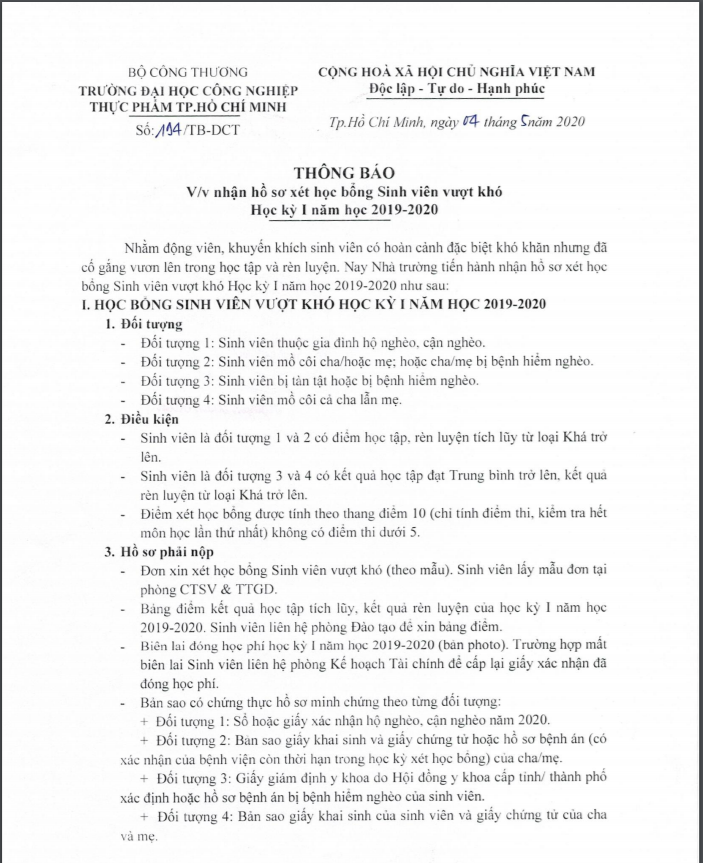 BỘ CÔNG THƯƠNG
TRƯỜNG ĐẠI HỌC CÔNG NGHIỆP
THỰC PHẨM TP.HỒ CHÍ MINH
Số: 194/TB-DCT
CỘNG HOÀ XÃ HỘI CHỦ NGHĨA VIỆT NAM
Độc lập - Tự do - Hạnh phúc
Tp.Hồ Chí Minh, ngày 04 tháng 5 năm 2020
THÔNG BÁO
V/v nhận hồ sơ xét học bổng Sinh viên vượt khó
Học kỳ I năm học 2019-2020
Nhằm động viên, khuyến khích sinh viên có hoàn cảnh đặc biệt khó khăn nhưng đã
cố gắng vươn lên trong học tập và rèn luyện. Nay Nhà trường tiến hành nhận hồ sơ xét học
bổng Sinh viên vượt khó Học kỳ I năm học 2019-2020 như sau:
I. HỌC BỔNG SINH VIÊN VƯỢT KHÓ HỌC KỲ I NĂM HỌC 2019-2020
1. Đối tượng
- Đối tượng 1: Sinh viên thuộc gia đình hộ nghèo, cận nghèo.
- Đối tượng 2: Sinh viên mồ côi cha/hoặc mẹ; hoặc cha/mẹ bị bệnh hiểm nghèo.
- Đối tượng 3: Sinh viên bị tàn tật hoặc bị bệnh hiểm nghèo.
- Đối tượng 4: Sinh viên mồ côi cả cha lẫn mẹ.
2. Điều kiện
- Sinh viên là đối tượng 1 và 2 có điểm học tập, rèn luyện tích lũy từ loại Khá trở
lên.
- Sinh viên là đối tượng 3 và 4 có kết quả học tập đạt Trung bình trở lên, kết quả
rèn luyện từ loại Khá trở lên.
- Điểm xét học bổng được tính theo thang điểm 10 (chỉ tính điểm thi, kiểm tra hết
môn học lần thứ nhất) không có điểm thi dưới 5.
3. Hồ sơ phải nộp
- Đơn xin xét học bổng Sinh viên vượt khó (theo mẫu). Sinh viên lấy mẫu đơn tại
phòng CTSV & TTGD.
- Bảng điểm kết quả học tập tích lũy, kết quả rèn luyện của học kỳ I năm học
2019-2020. Sinh viên liên hệ phòng Đào tạo để xin bảng điểm.
- Biên lai đóng học phí học kỳ I năm học 2019-2020 (bản photo). Trường hợp mất
biên lai Sinh viên liên hệ phòng Kế hoạch Tài chính để cấp lại giấy xác nhận đã
đóng học phí.
- Bản sao có chứng thực hồ sơ minh chứng theo từng đối tượng:
+ Đối tượng 1: Sổ hoặc giấy xác nhận hộ nghèo, cận nghèo năm 2020.
+ Đối tượng 2: Bản sao giấy khai sinh và giấy chứng tử hoặc hồ sơ bệnh án (có
xác nhận của bệnh viện còn thời hạn trong học kỳ xét học bổng) của cha/mẹ.
+ Đối tượng 3: Giấy giám định y khoa do Hội đồng y khoa cấp tỉnh/ thành phố
xác định hoặc hồ sơ bệnh án bị bệnh hiểm nghèo của sinh viên.
+ Đối tượng 4: Bản sao giấy khai sinh của sinh viên và giấy chứng tử của cha
và mẹ.